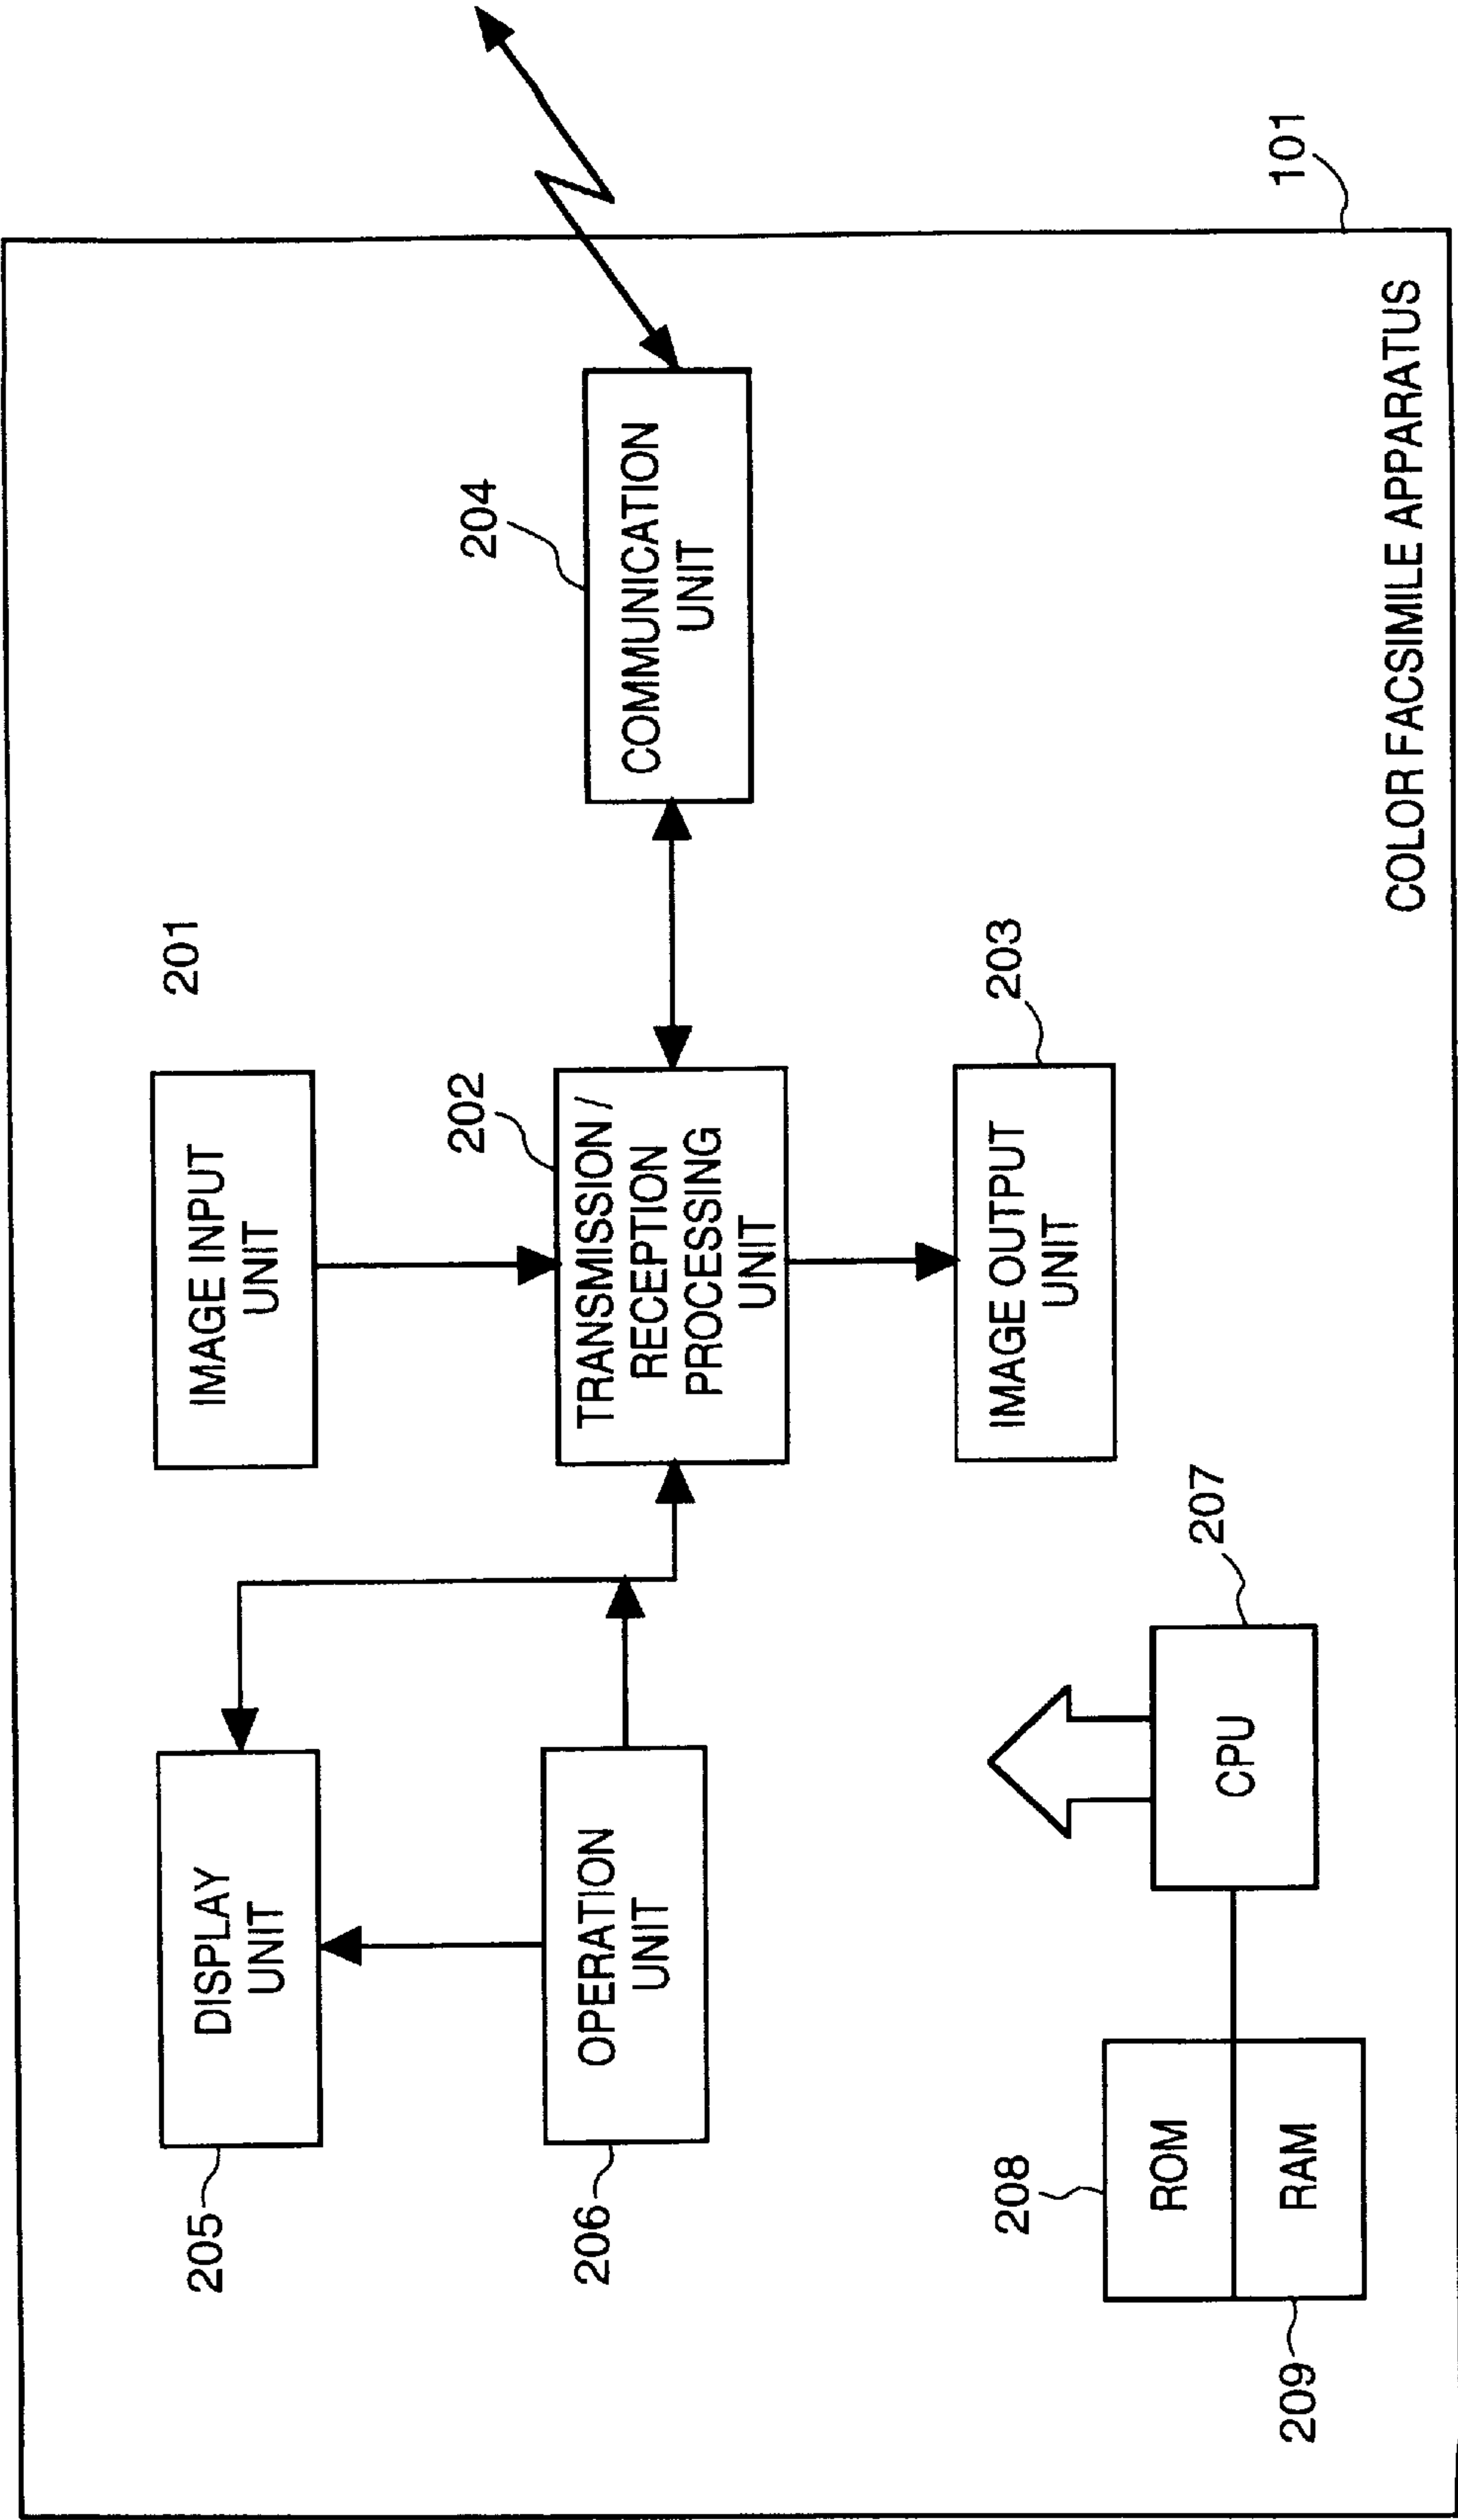 101
201
IMAGE INPUT
UNIT
204
COMMUNICATION
UNIT
202
TRANSMISSION /
RECEPTION
PROCESSING
UNIT
203
IMAGE OUTPUT
UNIT
205
DISPLAY
UNIT
206
OPERATION
UNIT
207
CPU
208
ROM
209
RAM
COLOR FACSIMILE APPARATUS